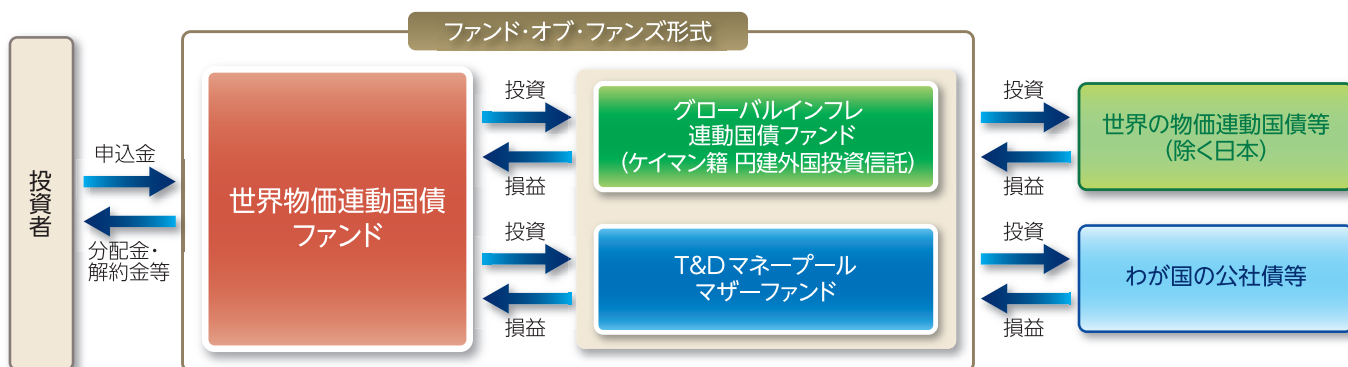 ファンド・オブ・ファンズ形式
投資者
申込金
分配金・
解約金等
世界物価連動国債
ファンド
投資
損益
投資
損益
グローバルインフレ
連動国債ファンド
(ケイマン籍 円建外国投資信託)
T&Dマネープール
マザーファンド
投資
損益
投資
損益
世界の物価連動国債等
(除く日本)
わが国の公社債等